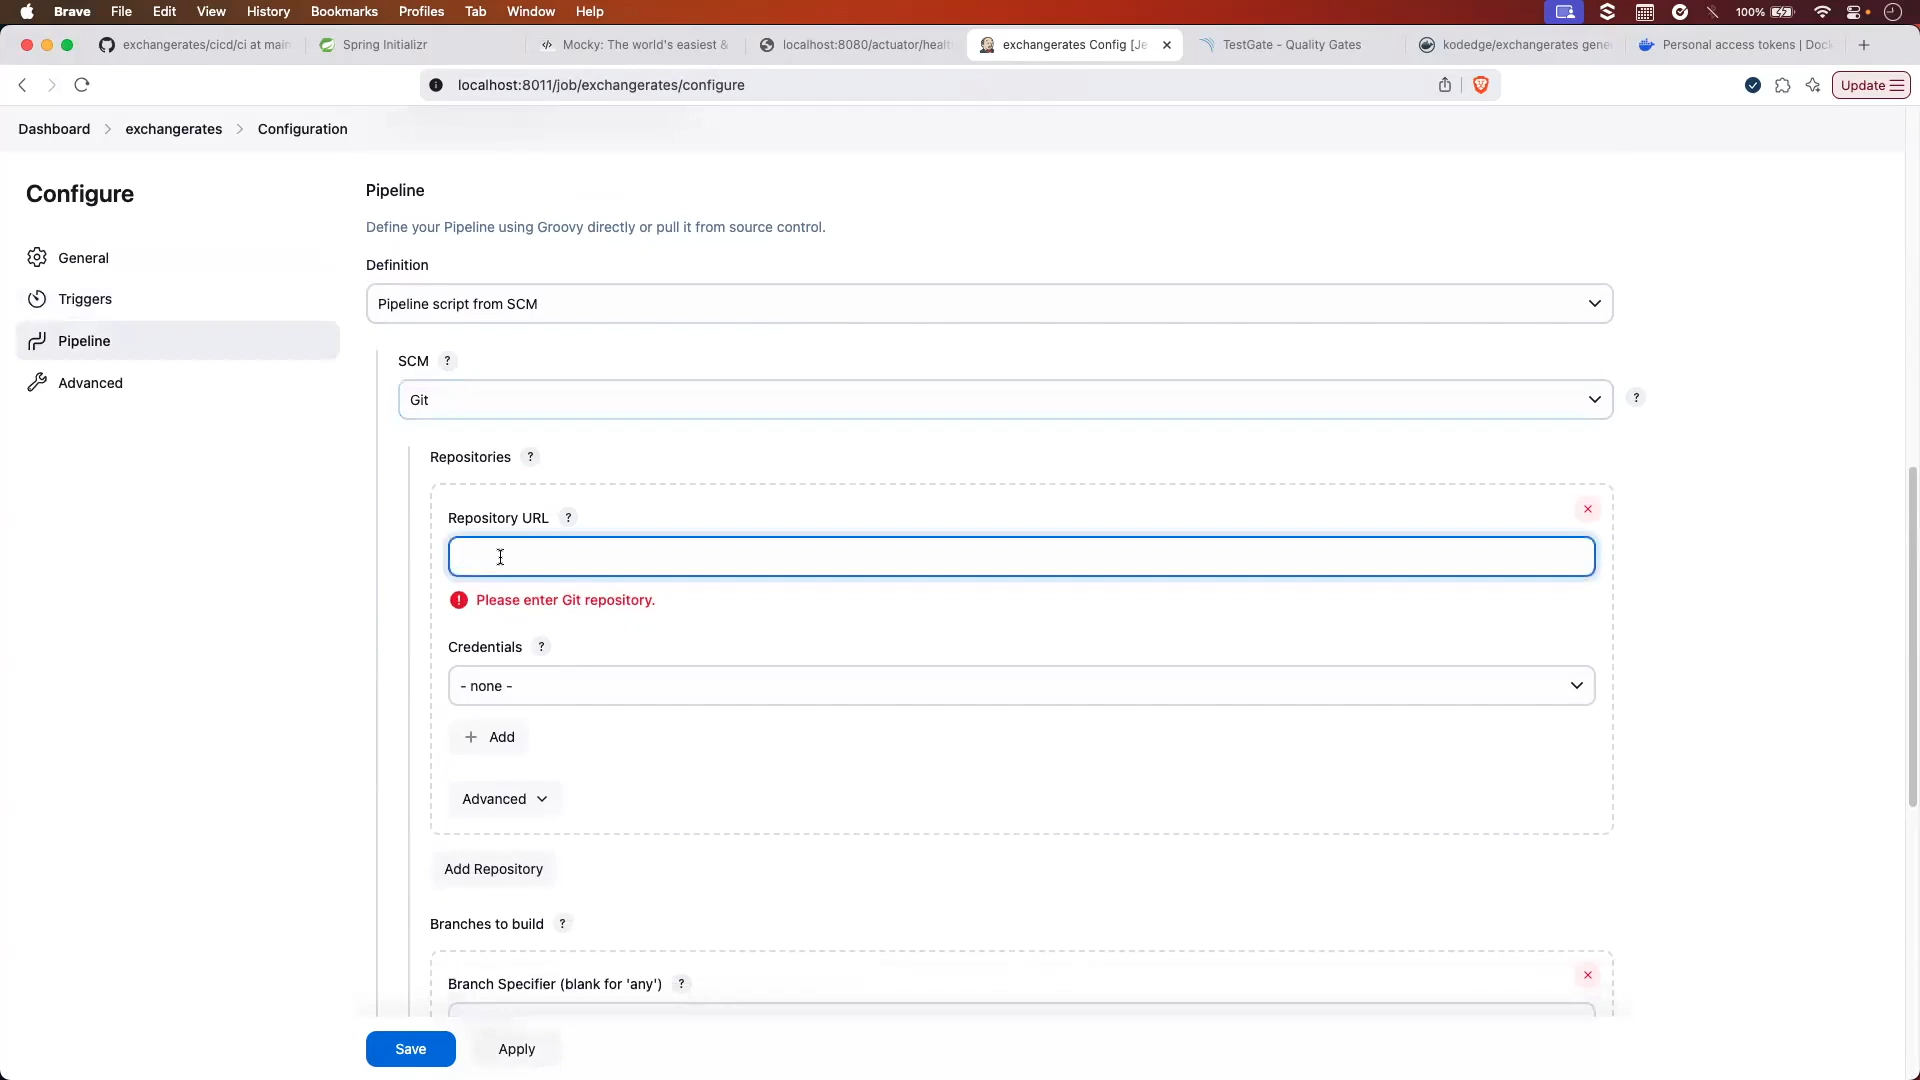 Brave File Edit View History Bookmarks Profiles Tab Window Help 100%
exchangerates/cicd/ci at main Spring Initializr Mocky: The world's easiest & localhost:8080/actuator/healt exchangerates Config [Je TestGate - Quality Gates kodedge/exchangerates gene Personal access tokens | Dock
localhost:8011/job/exchangerates/configure Update
Dashboard > exchangerates > Configuration
Configure
General
Triggers
Pipeline
Advanced
Pipeline
Define your Pipeline using Groovy directly or pull it from source control.
Definition
Pipeline script from SCM
SCM ?
Git
?
Repositories ?
Repository URL ?
Please enter Git repository.
Credentials ?
- none -
+ Add
Advanced
Add Repository
Branches to build ?
Branch Specifier (blank for 'any') ?
Save Apply